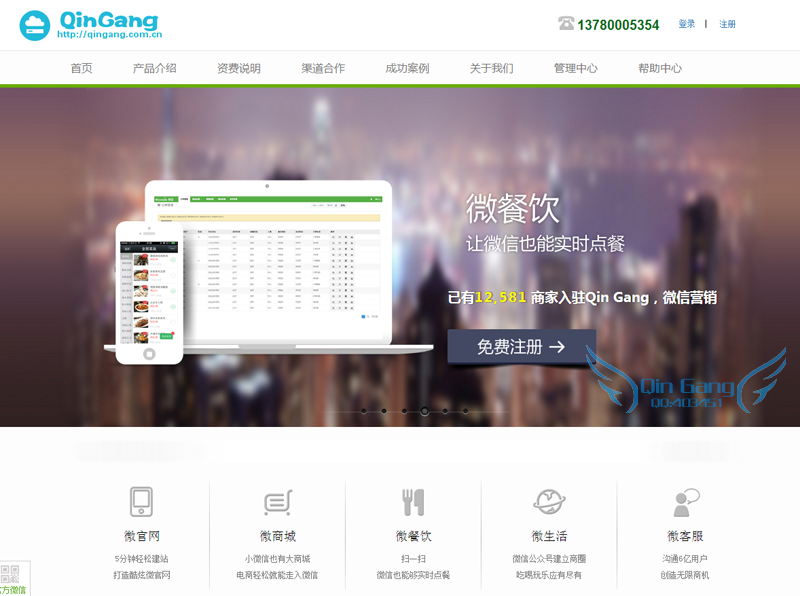 QinGang
http://qingang.com.cn
13780005354
登录 | 注册
首页 产品介绍 资费说明 渠道合作 成功案例 关于我们 管理中心 帮助中心
微餐饮
让微信也能实时点餐
已有12,581 商家入驻Qin Gang，微信营销
免费注册 →
Qin Gang
QQ:403451
微官网
5分钟轻松建站
打造酷炫微官网
微商城
小微信也有大商城
电商轻松就能走入微信
微餐饮
扫一扫
微信也能够实时点餐
微生活
微信公众号建立商圈
吃喝玩乐应有尽有
微客服
沟通6亿用户
创造无限商机
方微信